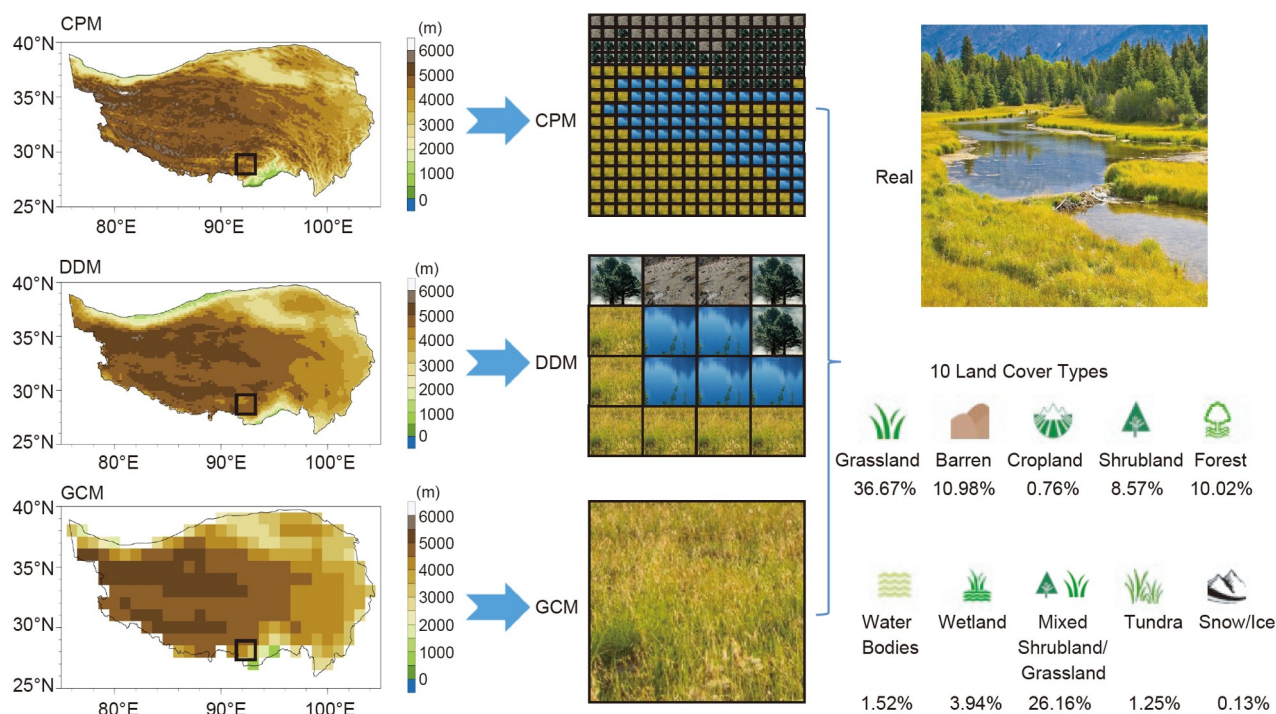 CPM
(m)
40°N
35°N
30°N
25°N
80°E 90°E 100°E
6000
5000
4000
3000
2000
1000
0
CPM
DDM
(m)
40°N
35°N
30°N
25°N
80°E 90°E 100°E
6000
5000
4000
3000
2000
1000
0
DDM
GCM
(m)
40°N
35°N
30°N
25°N
80°E 90°E 100°E
6000
5000
4000
3000
2000
1000
0
GCM
Real
10 Land Cover Types
Grassland Barren Cropland Shrubland Forest
36.67% 10.98% 0.76% 8.57% 10.02%
Water Wetland Mixed Tundra Snow/Ice
Bodies Shrubland/
Grassland
1.52% 3.94% 26.16% 1.25% 0.13%